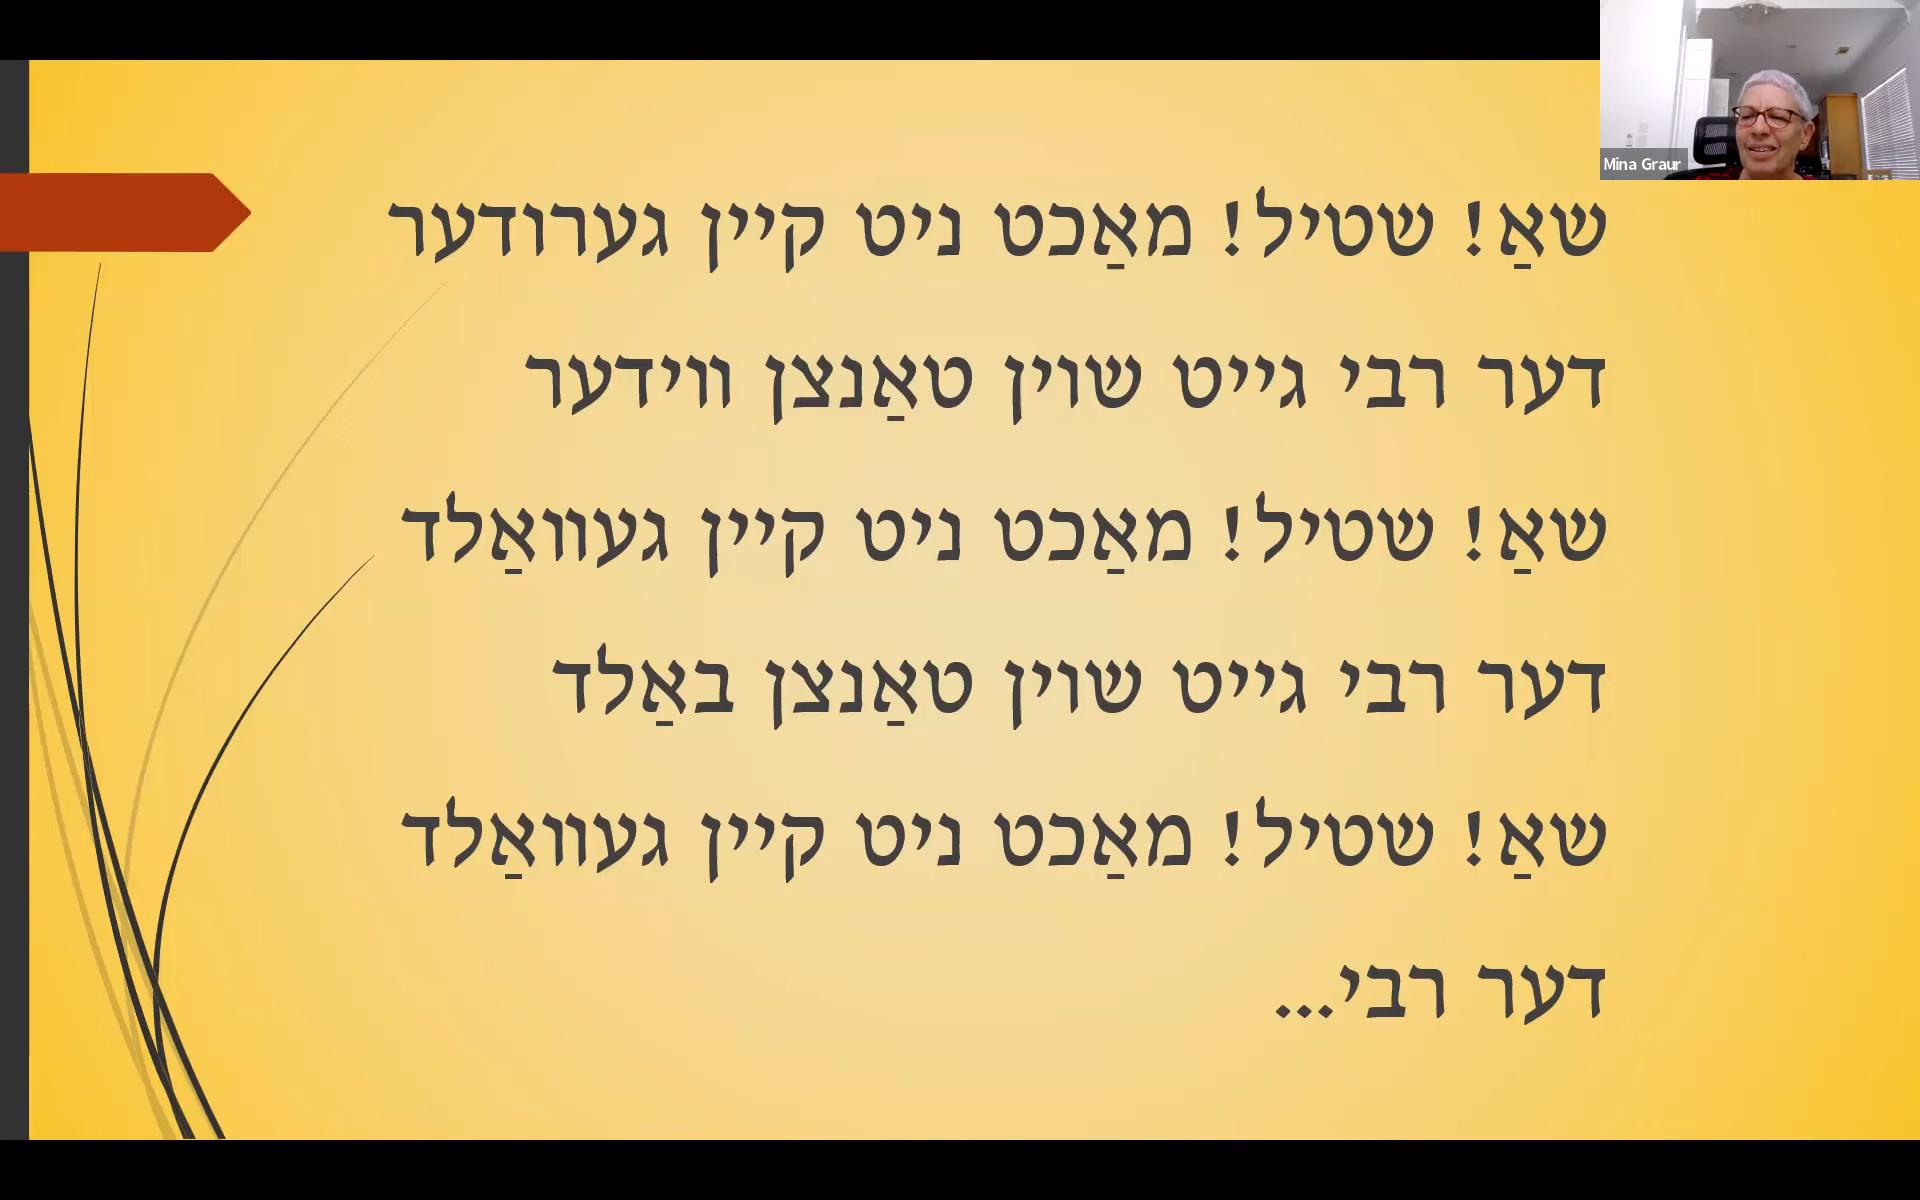 Mina Graur
שאַ! שטיל! מאַכט ניט קיין גערודער
דער רבי גייט שוין טאַנצן ווידער
שאַ! שטיל! מאַכט ניט קיין געוואַלד
דער רבי גייט שוין טאַנצן באַלד
שאַ! שטיל! מאַכט ניט קיין געוואַלד
דער רבי...